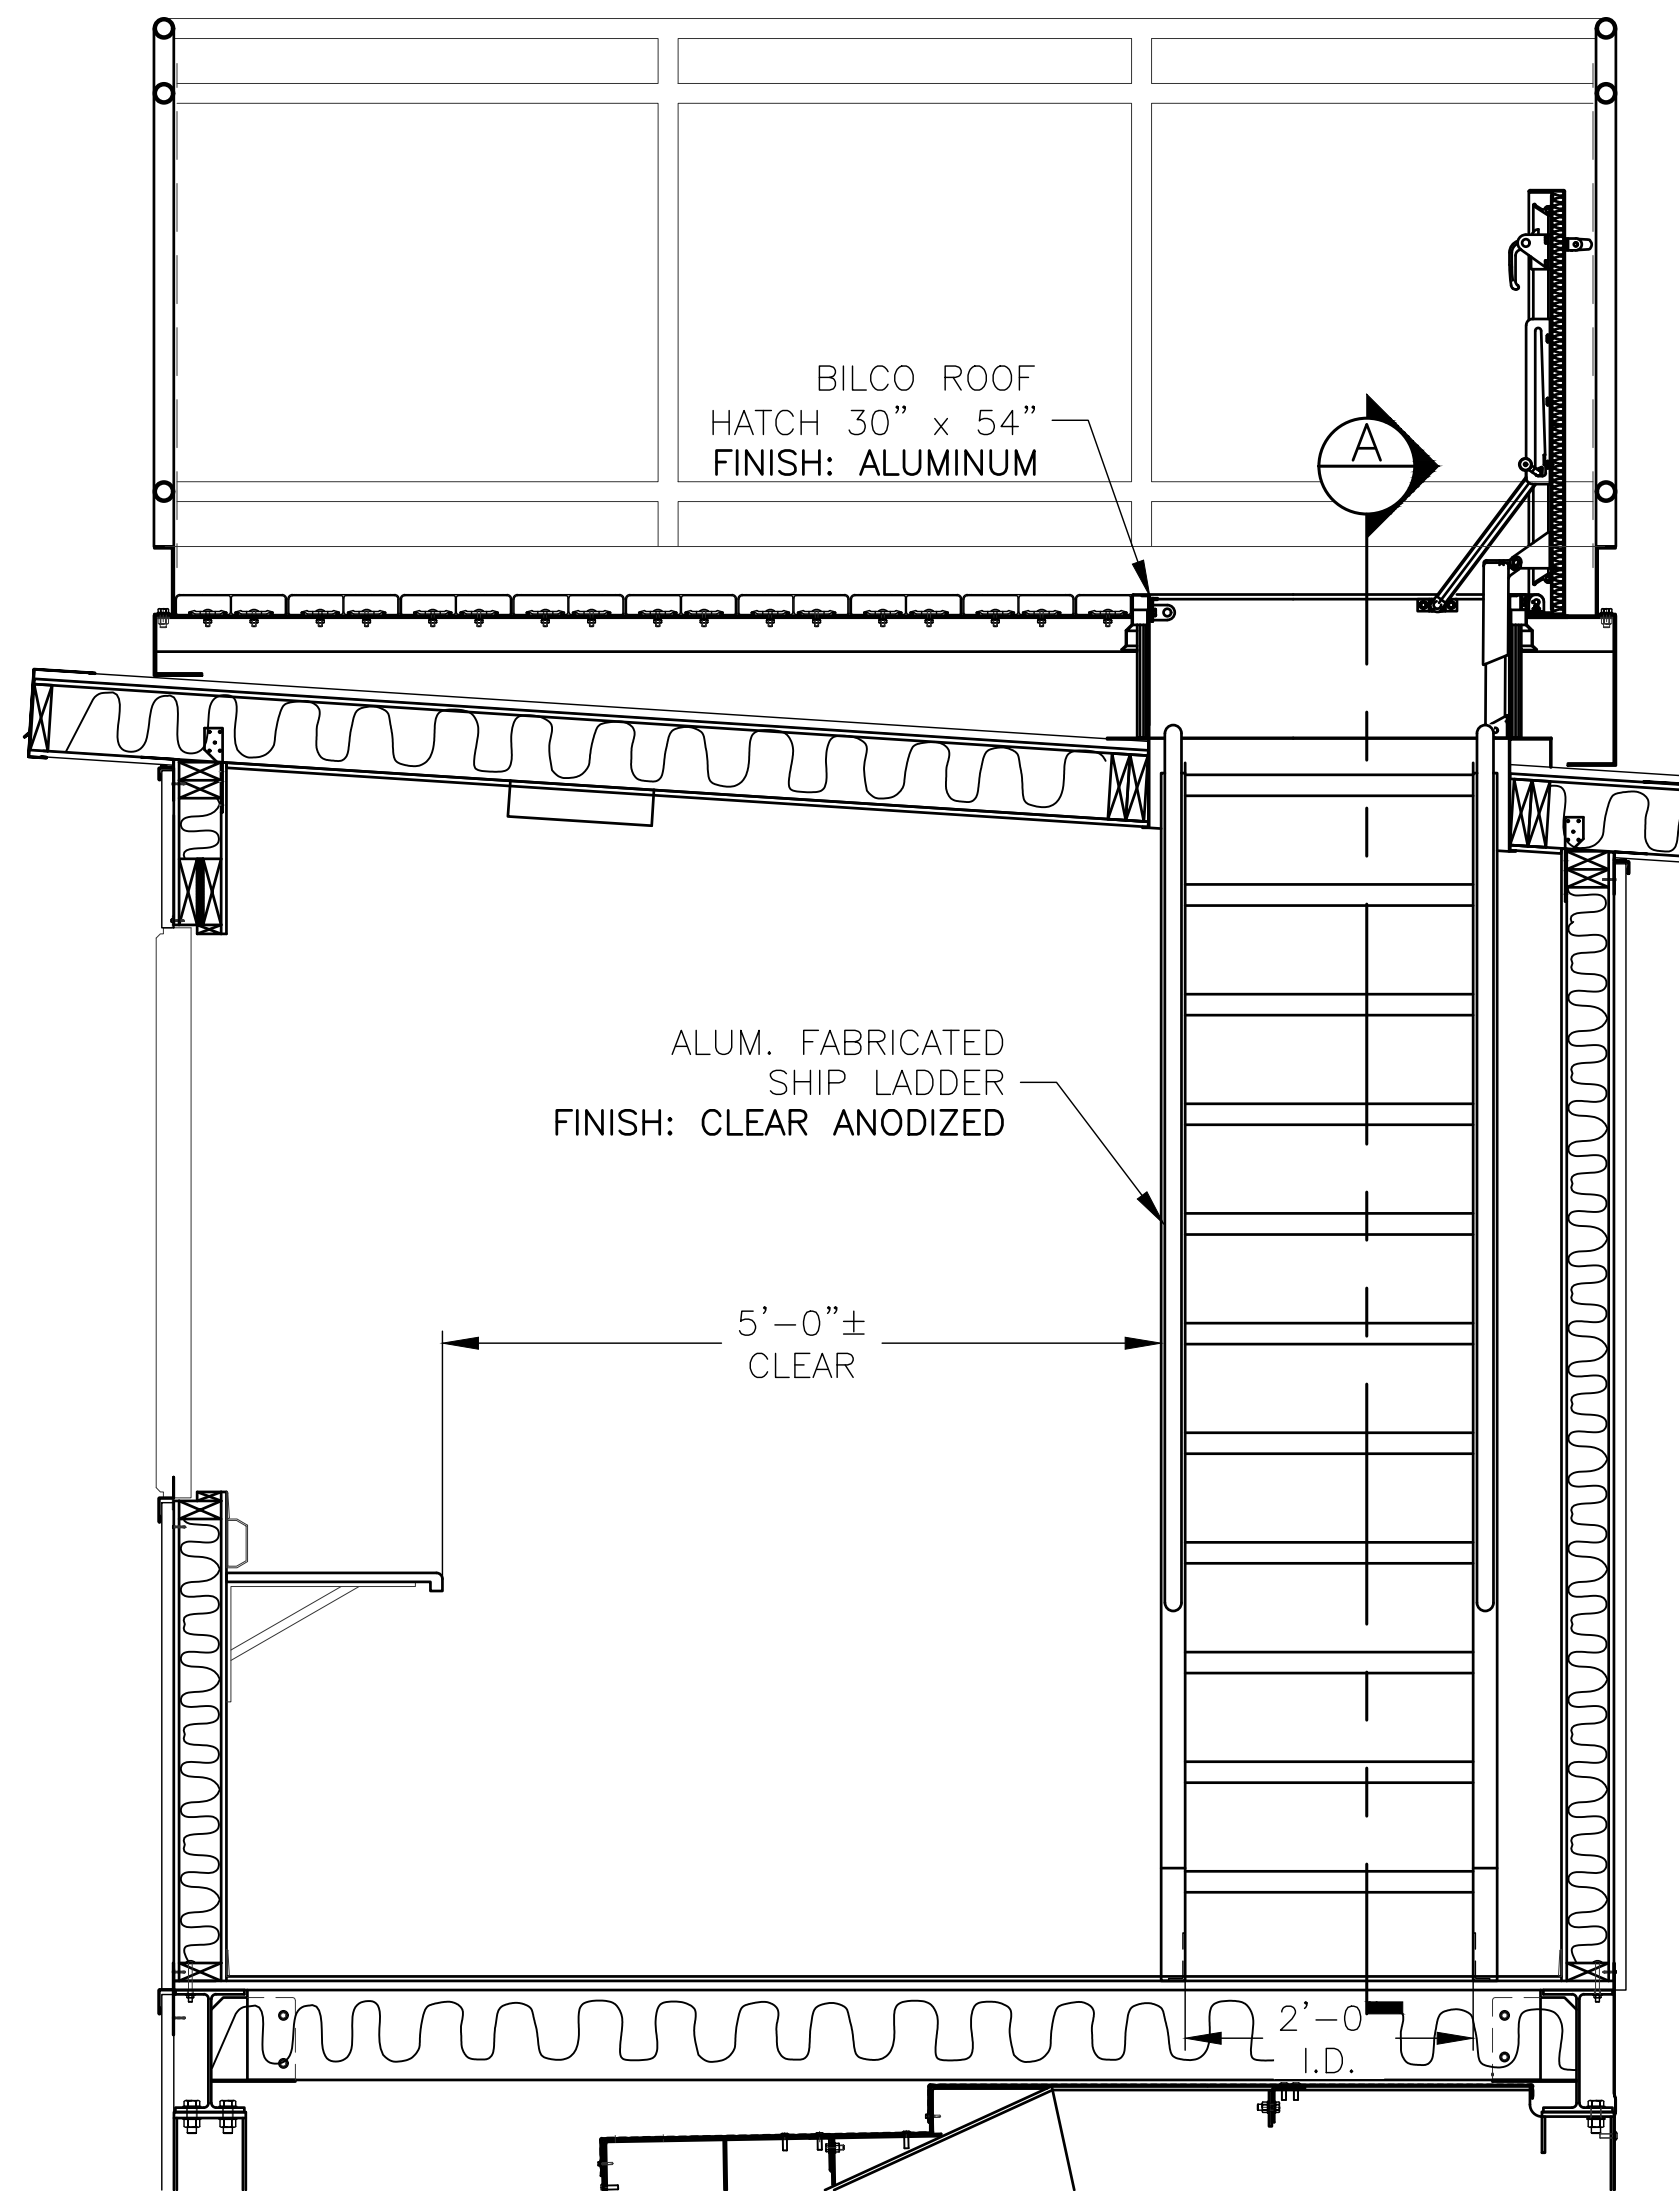 BILCO ROOF
HATCH 30” x 54”
FINISH: ALUMINUM
A
ALUM. FABRICATED
SHIP LADDER
FINISH: CLEAR ANODIZED
5’–0”±
CLEAR
2’–0
I.D.